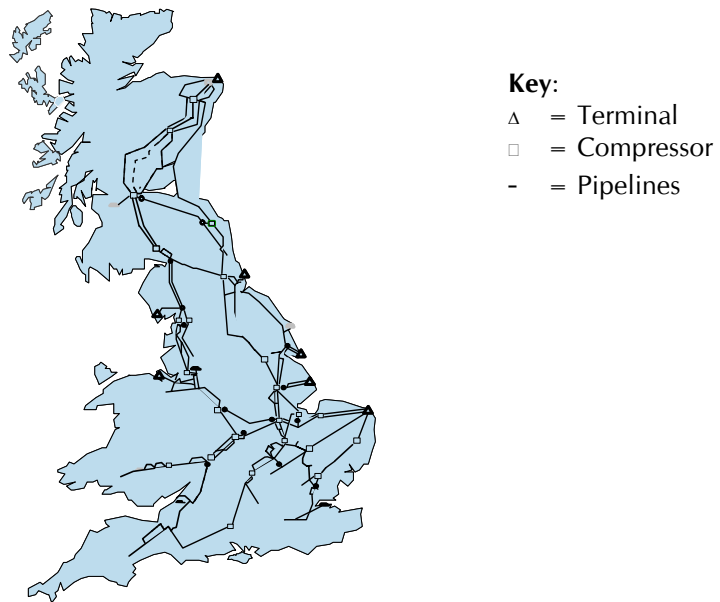 Key:
Δ = Terminal
□ = Compressor
- = Pipelines